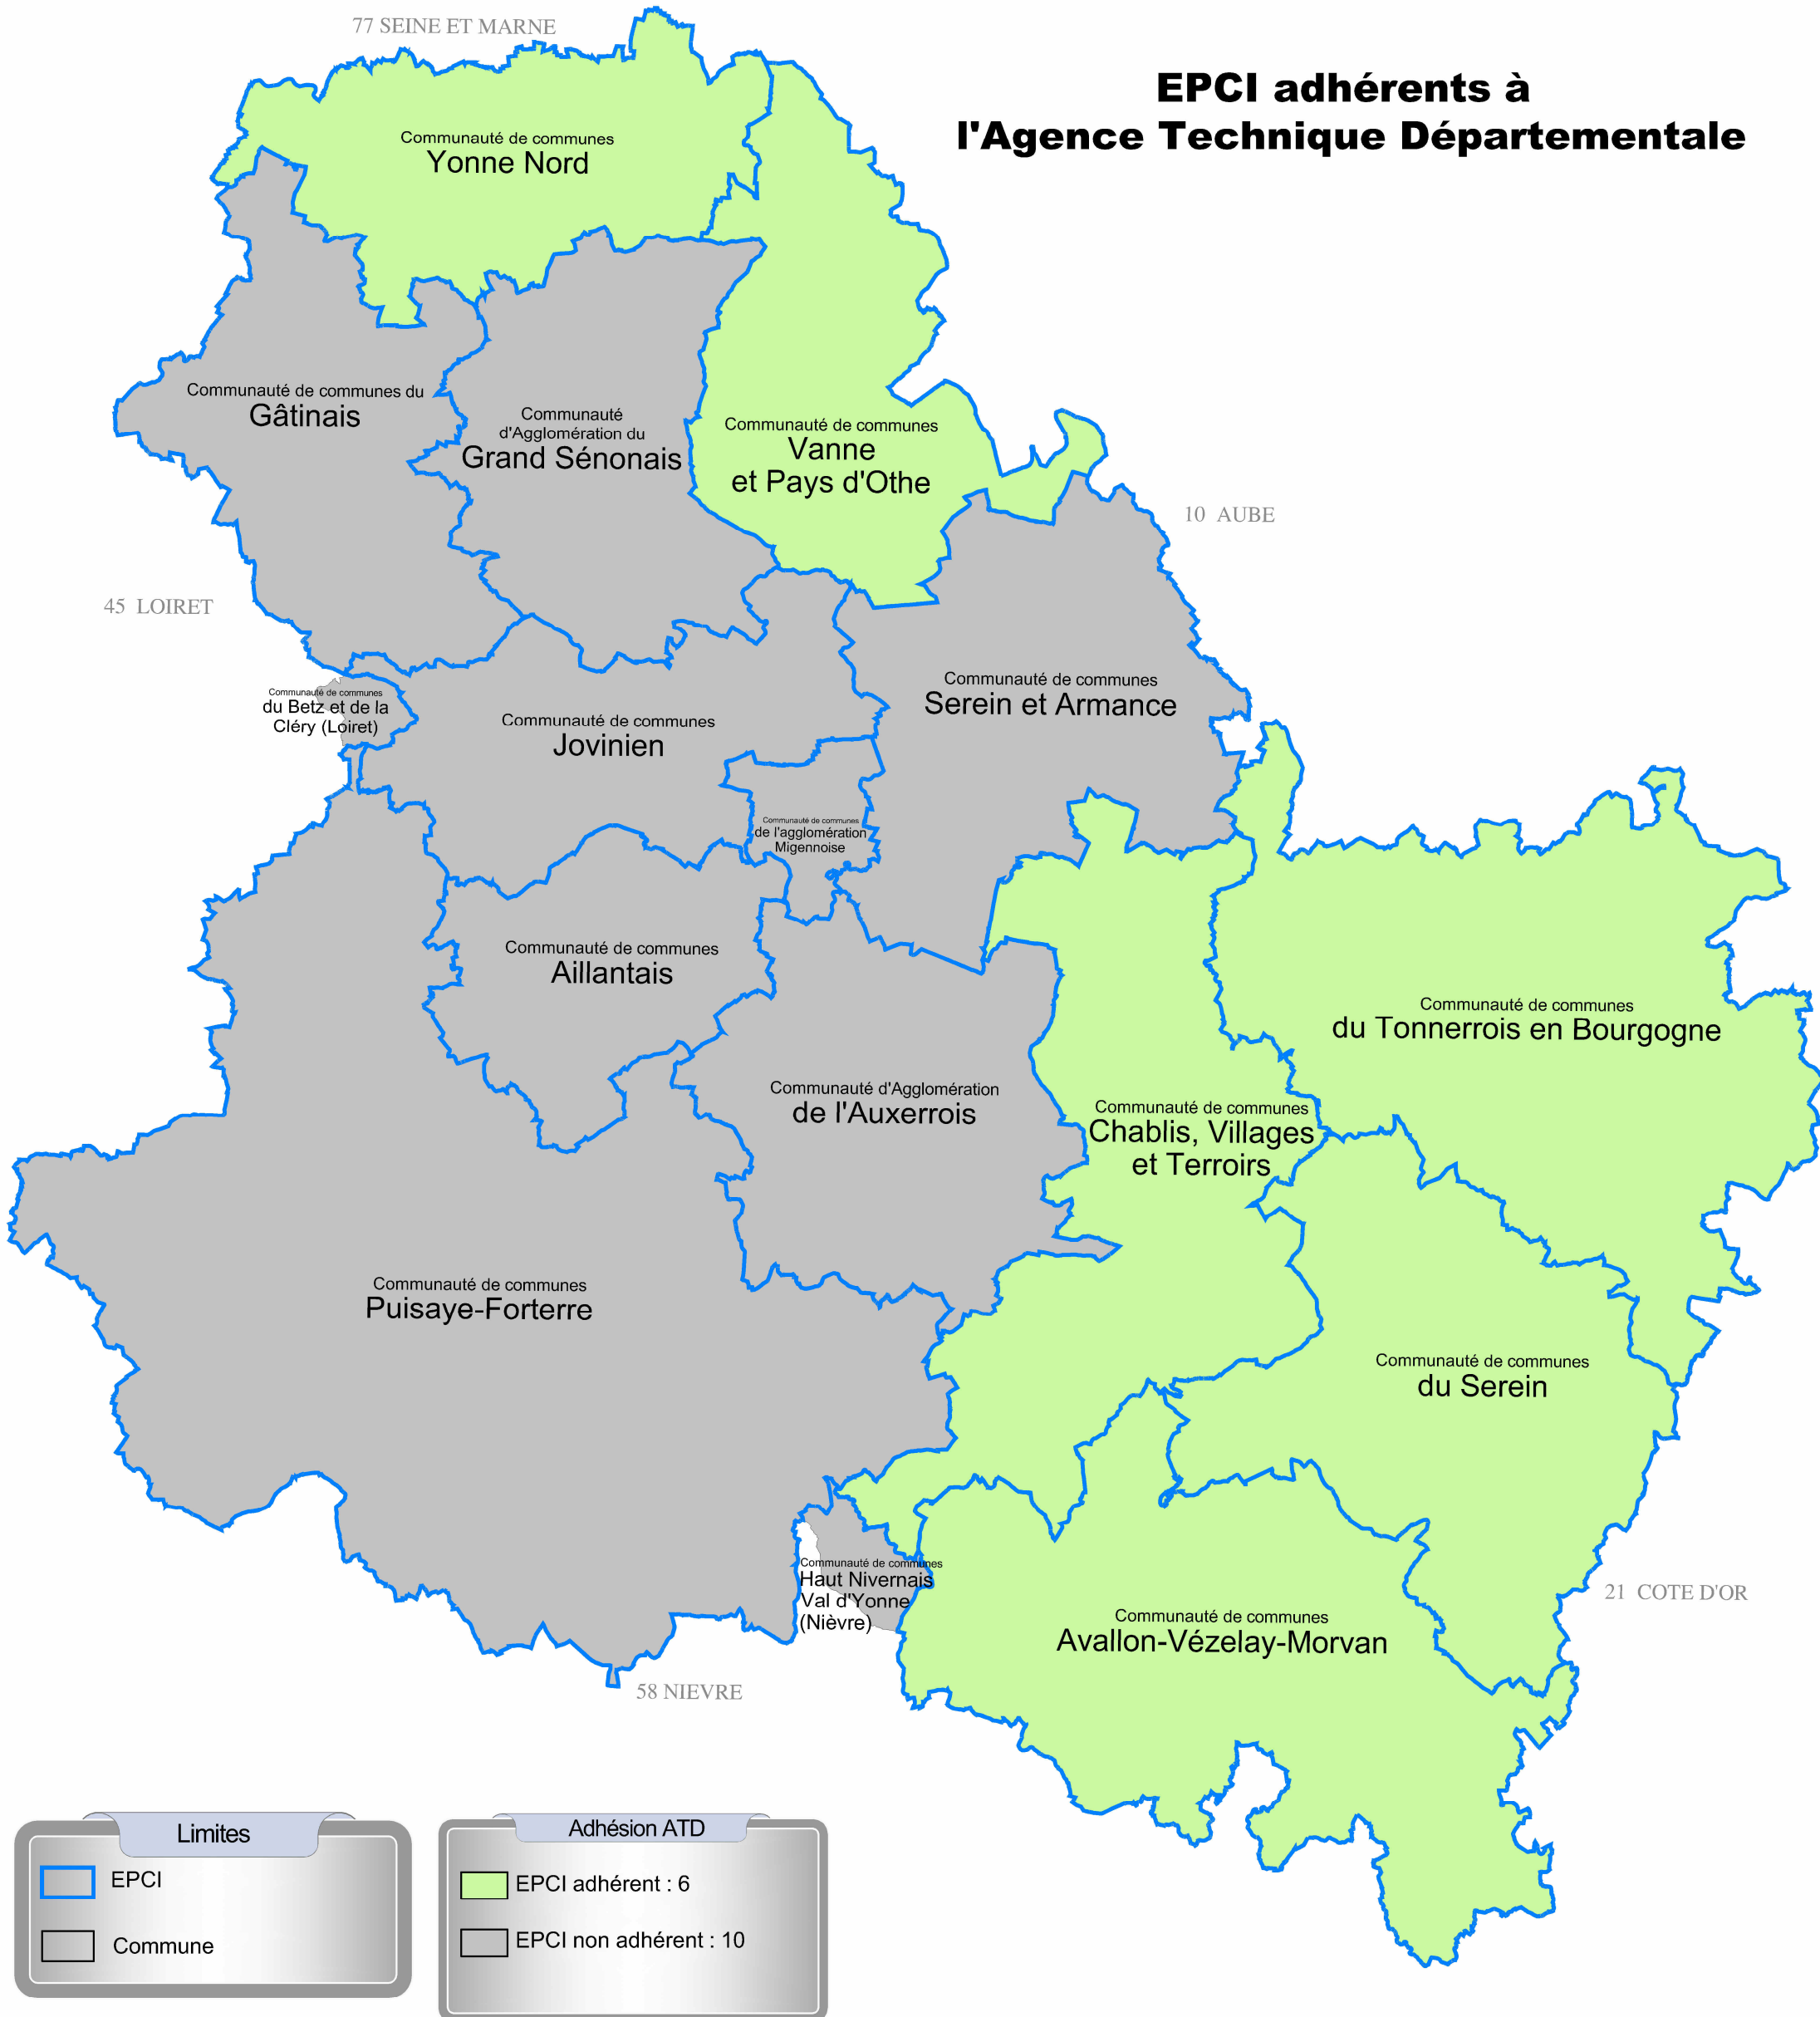 77 SEINE ET MARNE
EPCI adhérents à
l'Agence Technique Départementale
Communauté de communes
Yonne Nord
Communauté de communes du
Gâtinais
Communauté
d'Agglomération du
Grand Sénonais
Communauté de communes
Vanne
et Pays d'Othe
10 AUBE
45 LOIRET
Communauté de communes
du Betz et de la
Cléry (Loiret)
Communauté de communes
Jovinien
Communauté de communes
Serein et Armance
Communauté de communes
de l'agglomération
Migennoise
Communauté de communes
Aillantais
Communauté de communes
du Tonnerrois en Bourgogne
Communauté d'Agglomération
de l'Auxerrois
Communauté de communes
Chablis, Villages
et Terroirs
Communauté de communes
Puisaye-Forterre
Communauté de communes
du Serein
Communauté de communes
Haut Nivernais
Val d'Yonne
(Nièvre)
Communauté de communes
Avallon-Vézelay-Morvan
21 COTE D'OR
58 NIEVRE
Limites
EPCI
Commune
Adhésion ATD
EPCI adhérent : 6
EPCI non adhérent : 10